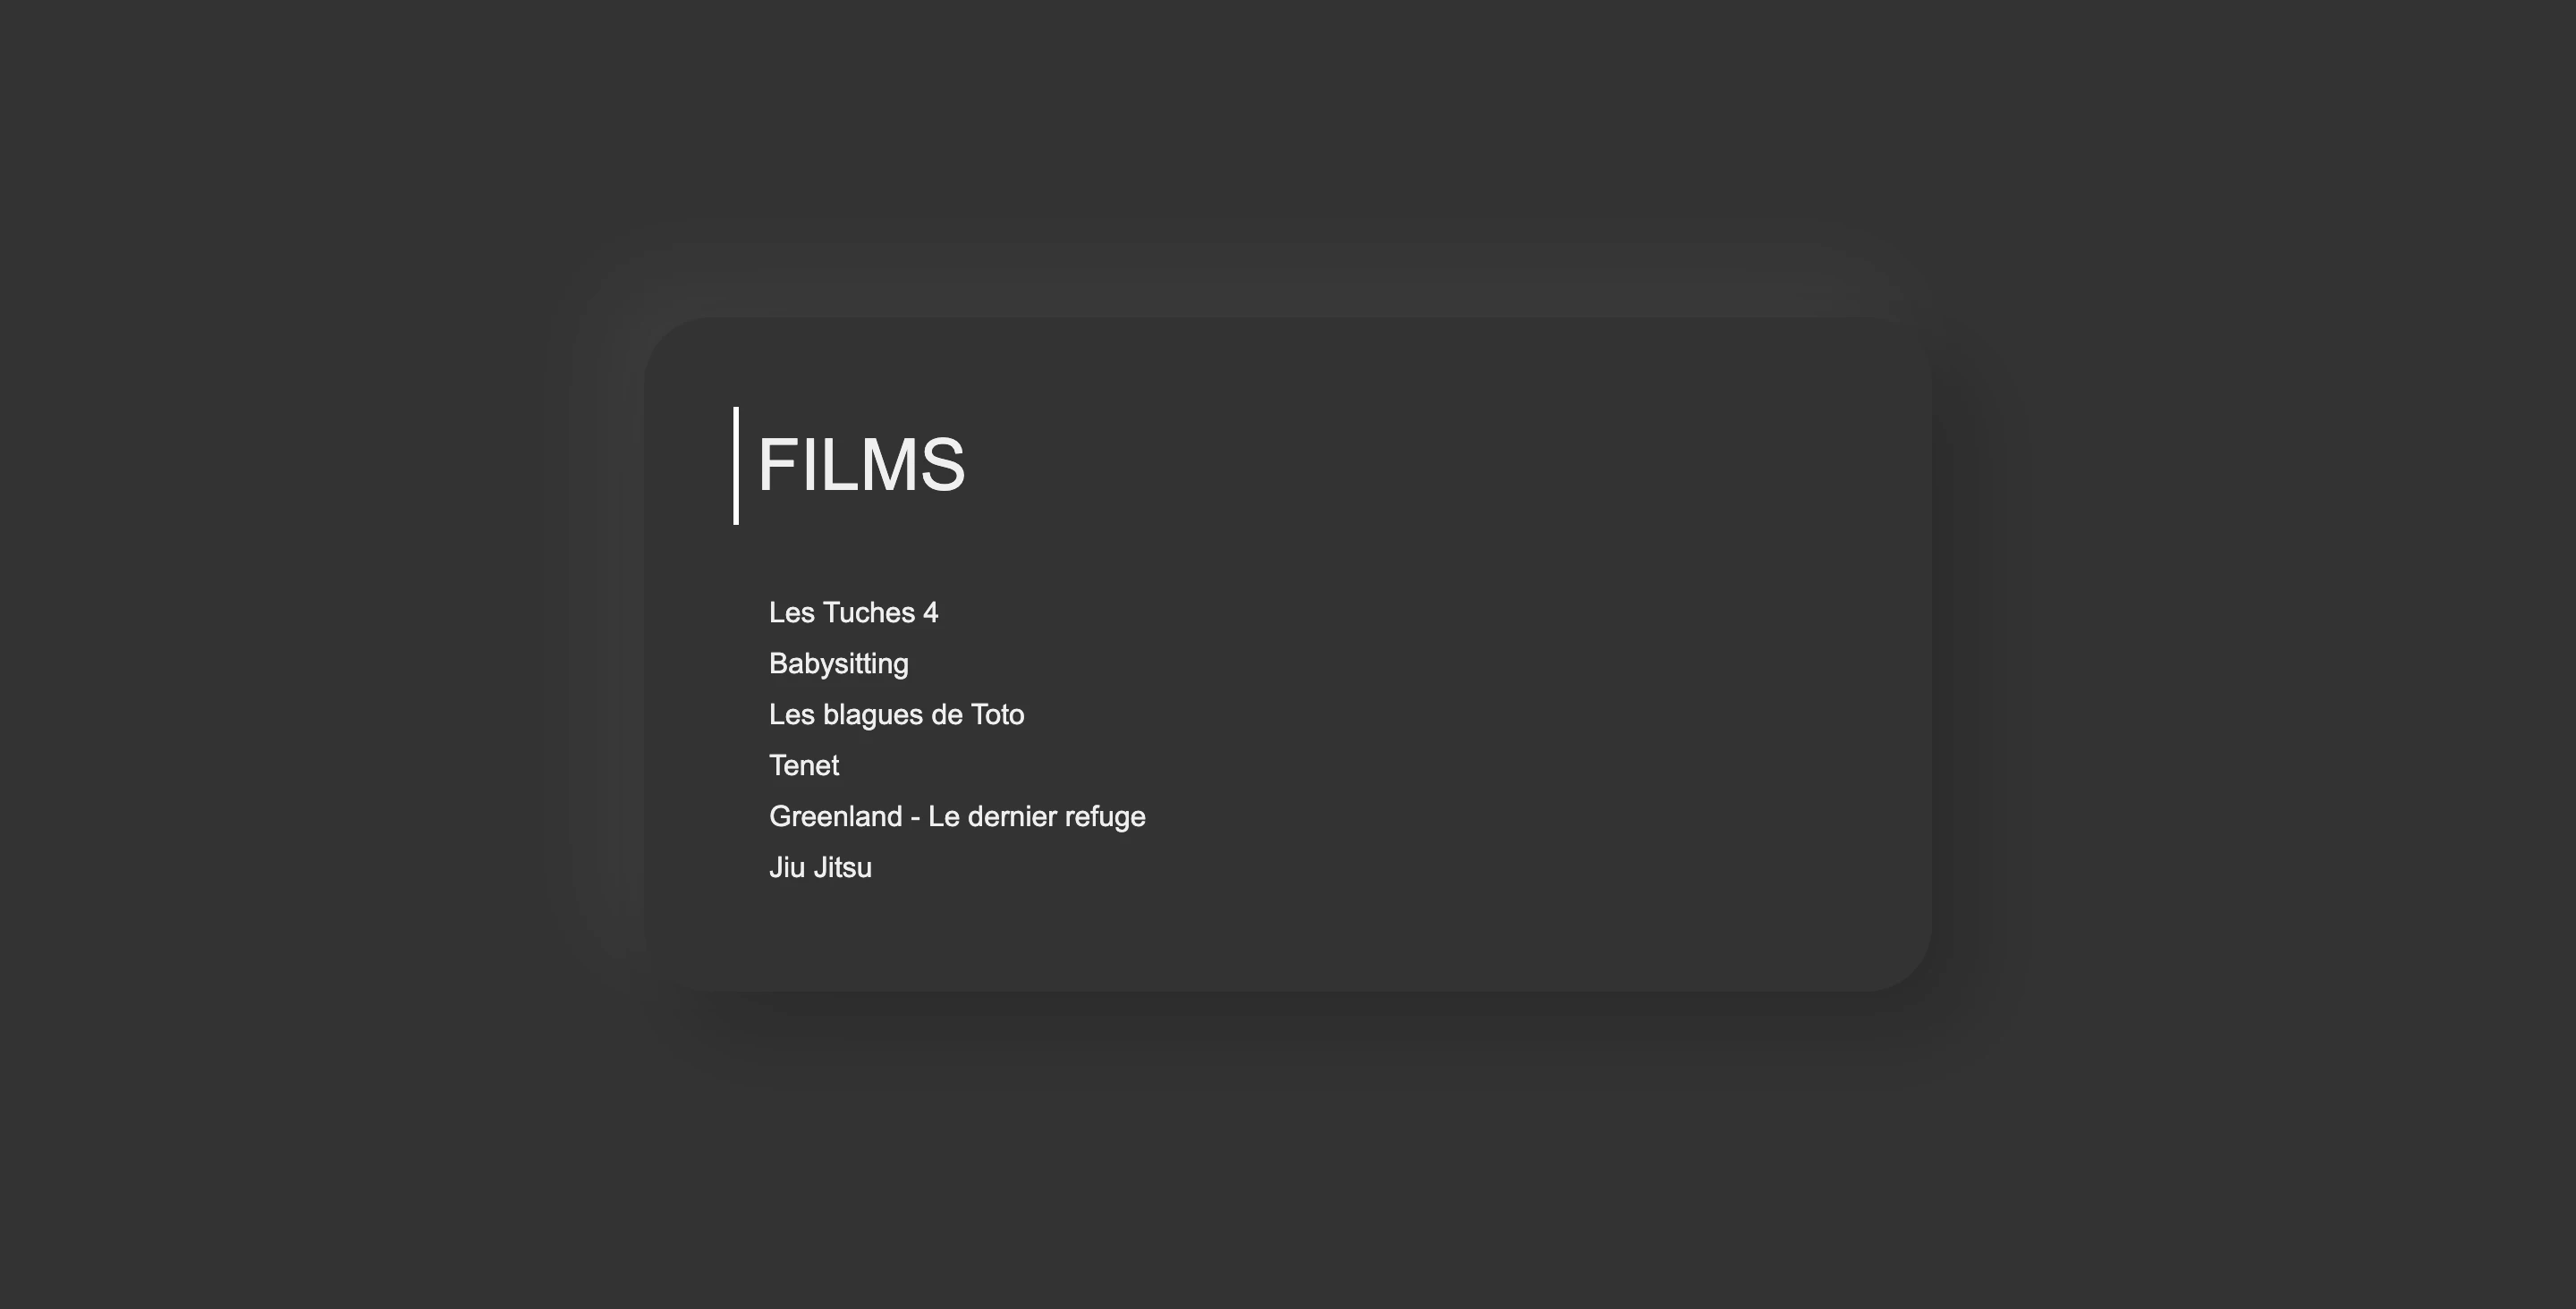 FILMS
Les Tuches 4
Babysitting
Les blagues de Toto
Tenet
Greenland - Le dernier refuge
Jiu Jitsu